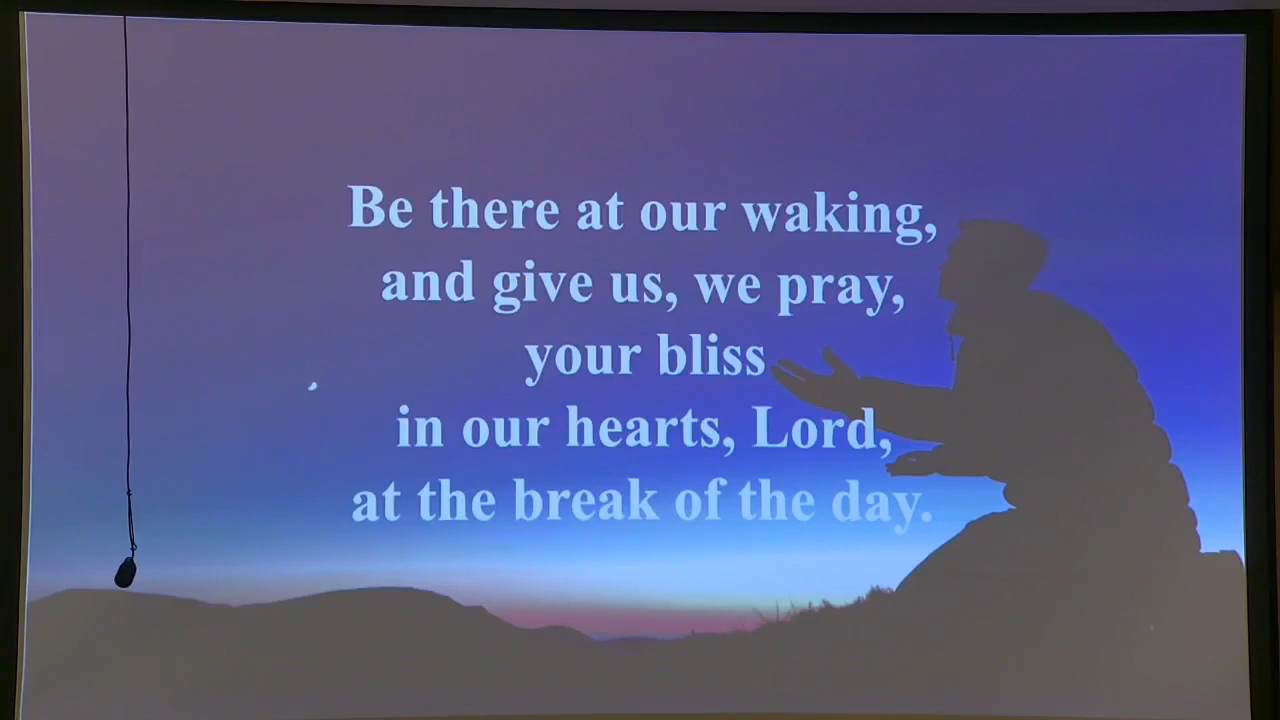 Be there at our waking,
and give us, we pray,
your bliss
in our hearts, Lord,
at the break of the day.